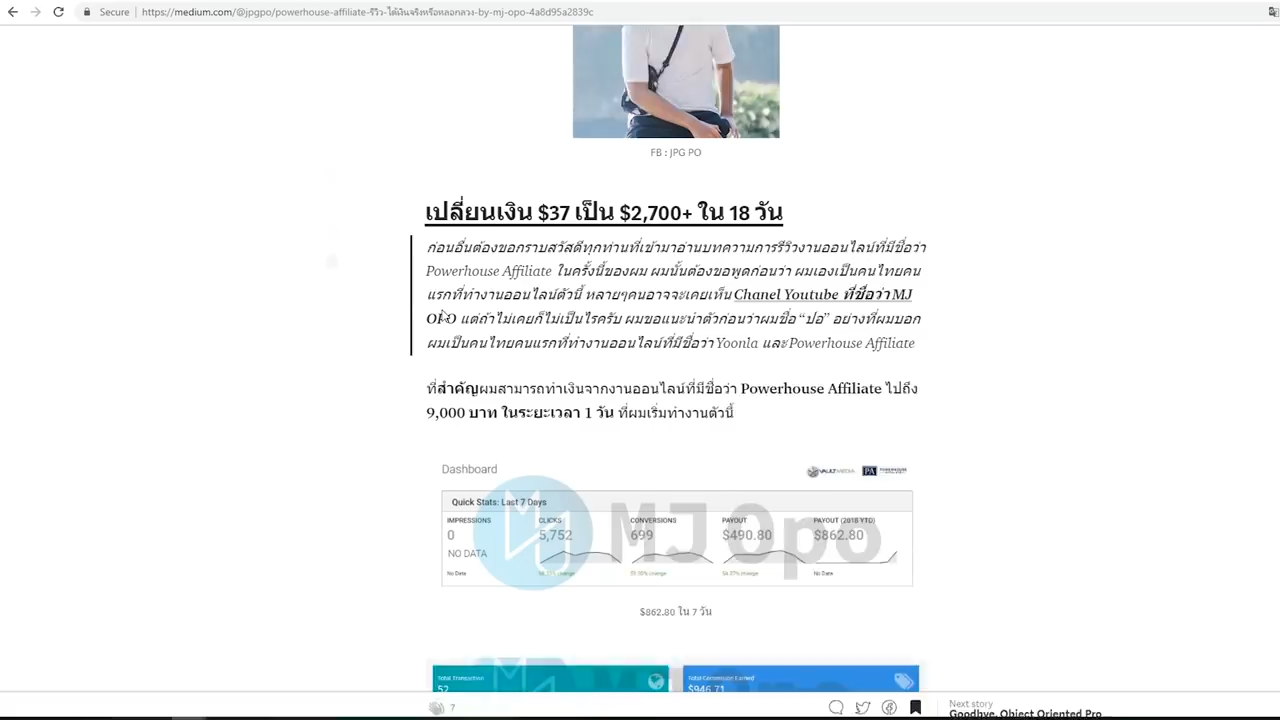 Secure
https://medium.com/@jpgpo/powerhouse-affiliate-รีวิว-ได้เงินจริงหรือหลอกลวง-by-mj-opo-4a8d95a2839c
FB : JPG PO
เปลี่ยนเงิน $37 เป็น $2,700+ ใน 18 วัน
ก่อนอื่นต้องขอกราบสวัสดีทุกท่านที่เข้ามาอ่านบทความการรีวิวงานออนไลน์ที่มีชื่อว่า
Powerhouse Affiliate ในครั้งนี้ของผม ผมนั้นต้องขอพูดก่อนว่า ผมเองเป็นคนไทยคน
แรกที่ทำงานออนไลน์ตัวนี้ หลายๆคนอาจจะเคยเห็น Chanel Youtube ที่ชื่อว่า MJ
OPO แต่ถ้าไม่เคยก็ไม่เป็นไรครับ ผมขอแนะนำตัวก่อนว่าผมชื่อ “ปอ” อย่างที่ผมบอก
ผมเป็นคนไทยคนแรกที่ทำงานออนไลน์ที่มีชื่อว่า Yoonla และ Powerhouse Affiliate
ที่สำคัญผมสามารถทำเงินจากงานออนไลน์ที่มีชื่อว่า Powerhouse Affiliate ไปถึง
9,000 บาท ในระยะเวลา 1 วัน ที่ผมเริ่มทำงานตัวนี้
Dashboard
VAULTMEDIA
Quick Stats: Last 7 Days
IMPRESSIONS CLICKS CONVERSIONS PAYOUT PAYOUT (2018 YTD)
0 5,752 699 $490.80 $862.80
NO DATA
No Data
No Data
MJ Opo
$862.80 ใน 7 วัน
Total Transaction
52
Total Commission Earned
$946.71
7
Next story
Goodbye, Object Oriented Pro